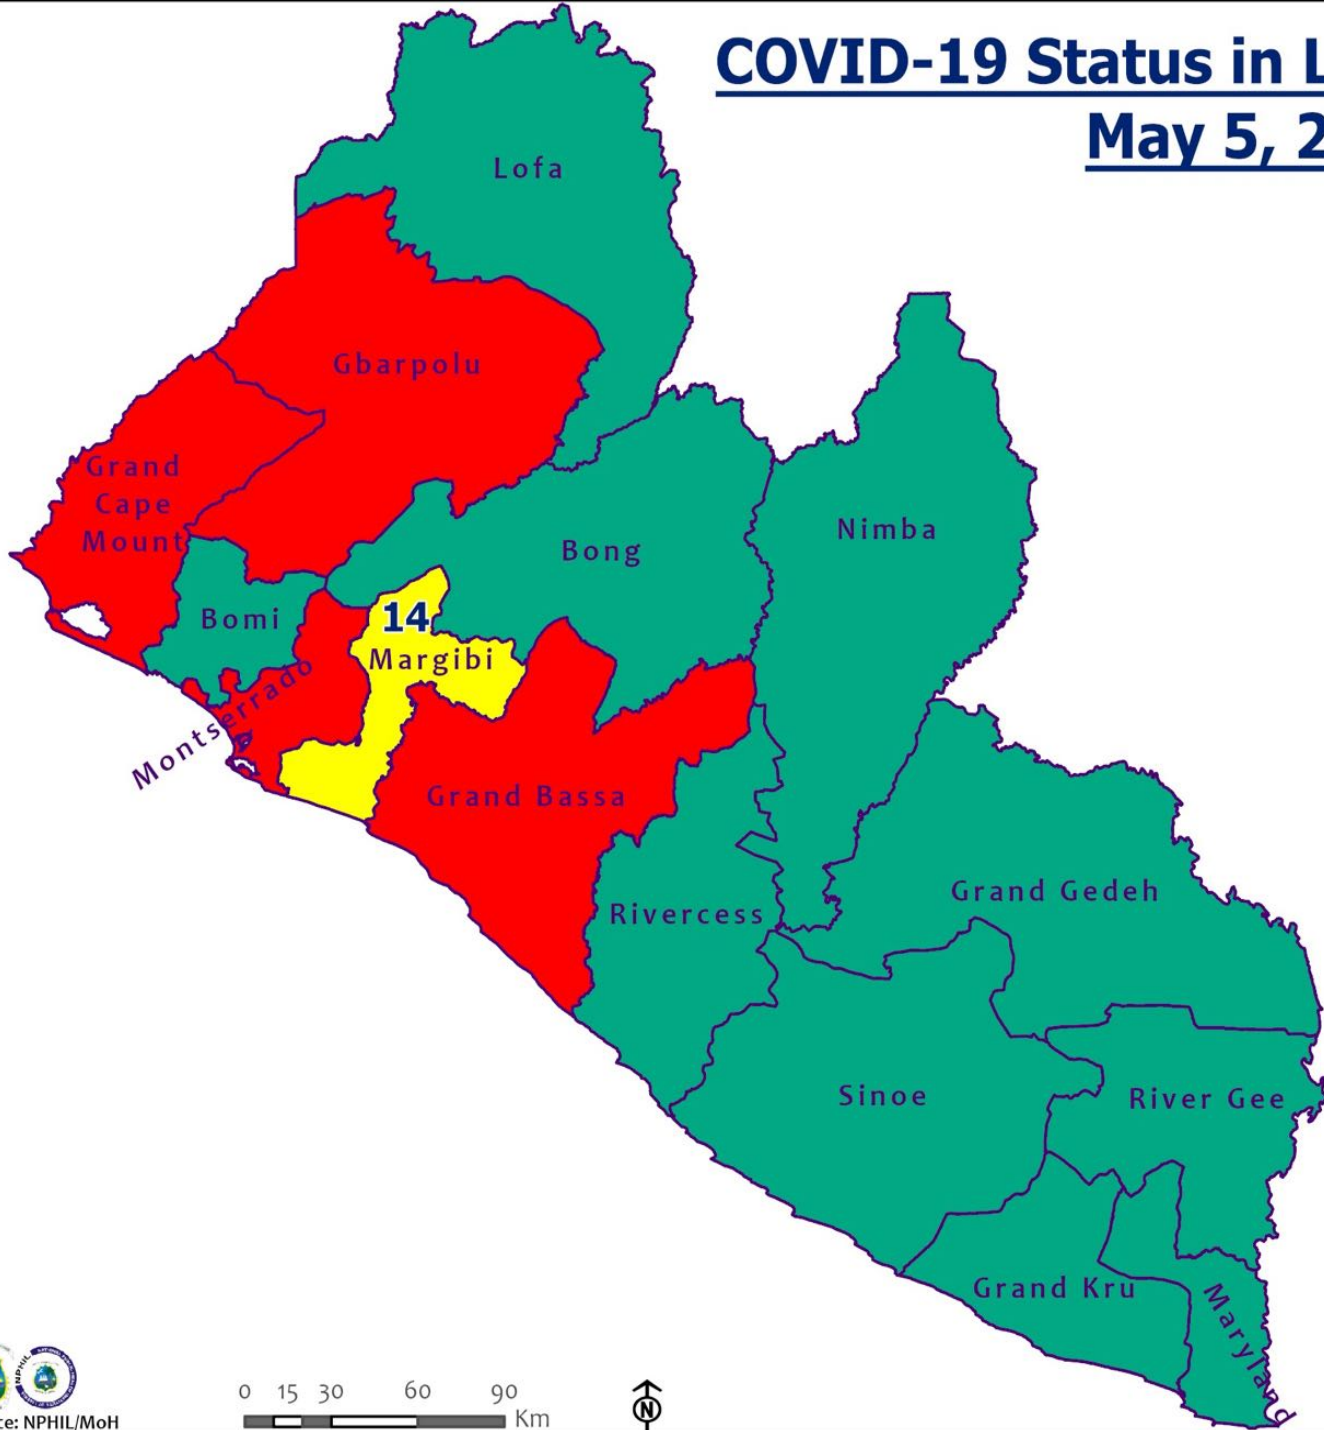 COVID-19 Status in L
May 5, 2
Lofa
Gbarpolu
Grand
Cape
Mount
Nimba
Bong
Bomi
14
Margibi
Montserrado
Grand Bassa
Grand Gedeh
Rivercess
Sinoe
River Gee
Grand Kru
Maryland
NPHIL
0 15 30 60 90
Km
N
ce: NPHIL/MoH